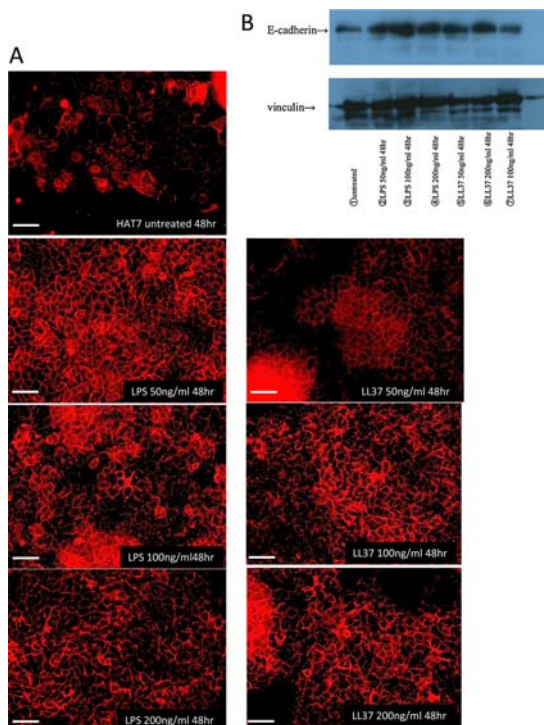 A
B
E-cadherin→
vinculin→
①untreated
②LPS 50ng/ml 48hr
③LPS 100ng/ml 48hr
④LPS 200ng/ml 48hr
⑤LL37 50ng/ml 48hr
⑥LL37 200ng/ml 48hr
⑦LL37 100ng/ml 48hr
HAT7 untreated 48hr
LPS 50ng/ml 48hr
LL37 50ng/ml 48hr
LPS 100ng/ml48hr
LL37 100ng/ml 48hr
LPS 200ng/ml 48hr
LL37 200ng/ml 48hr